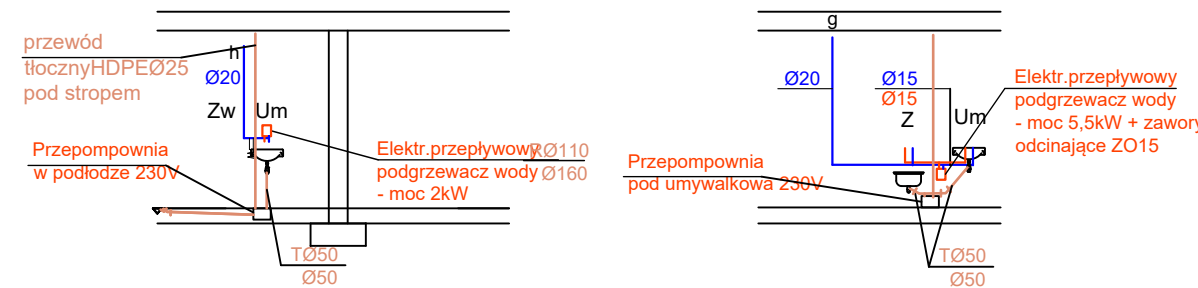 przewód
tłocznyHDPEØ25
pod stropem
h
Ø20
Zw Um
Przepompownia
w podłodze 230V
Elektr.przepływowy
podgrzewacz wody
- moc 2kW
RØ110
Ø160
TØ50
Ø50
g
Ø20
Ø15
Ø15
Z
Um
Elektr.przepływowy
podgrzewacz wody
- moc 5,5kW + zawory
odcinające ZO15
Przepompownia
pod umywalkowa 230V
TØ50
Ø50